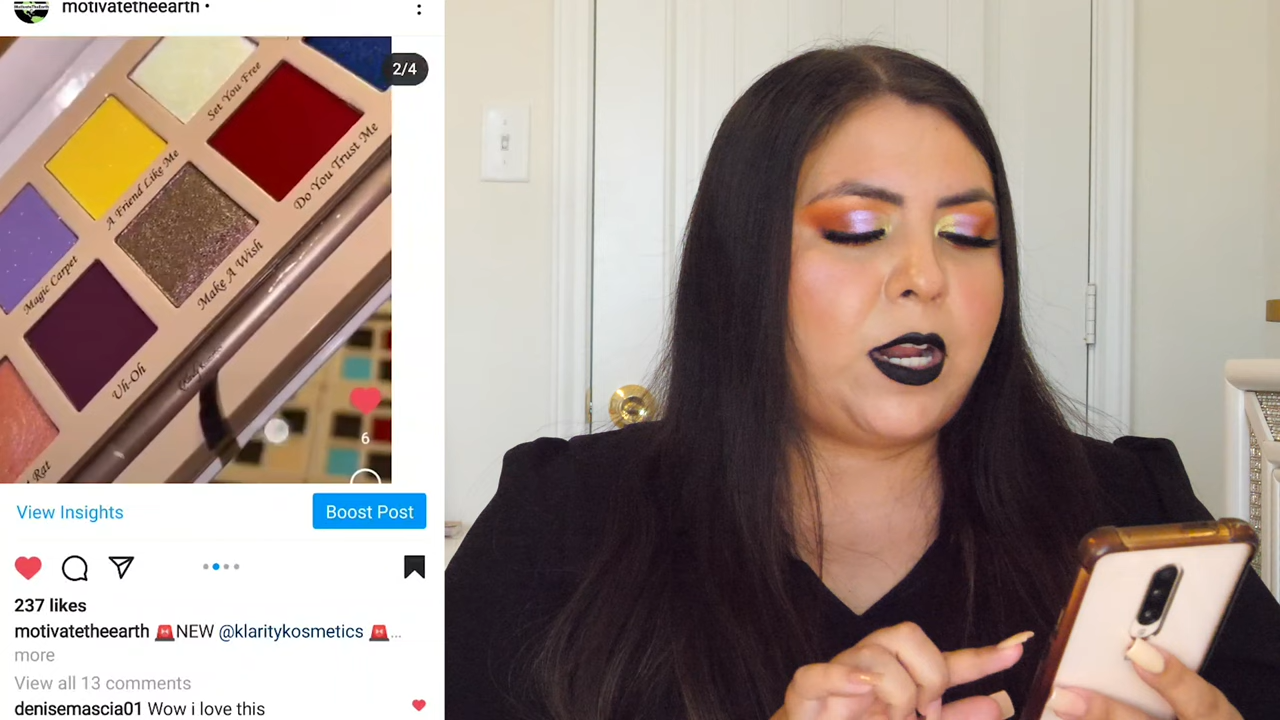 motivatetheearth •
2/4
Set You Free
Do You Trust Me
A Friend Like Me
Make A Wish
Magic Carpet
Uh-Oh
Rat
6
View Insights
Boost Post
237 likes
motivatetheearth 🚨NEW @klaritykosmetics 🚨...
more
View all 13 comments
denisemascia01 Wow i love this